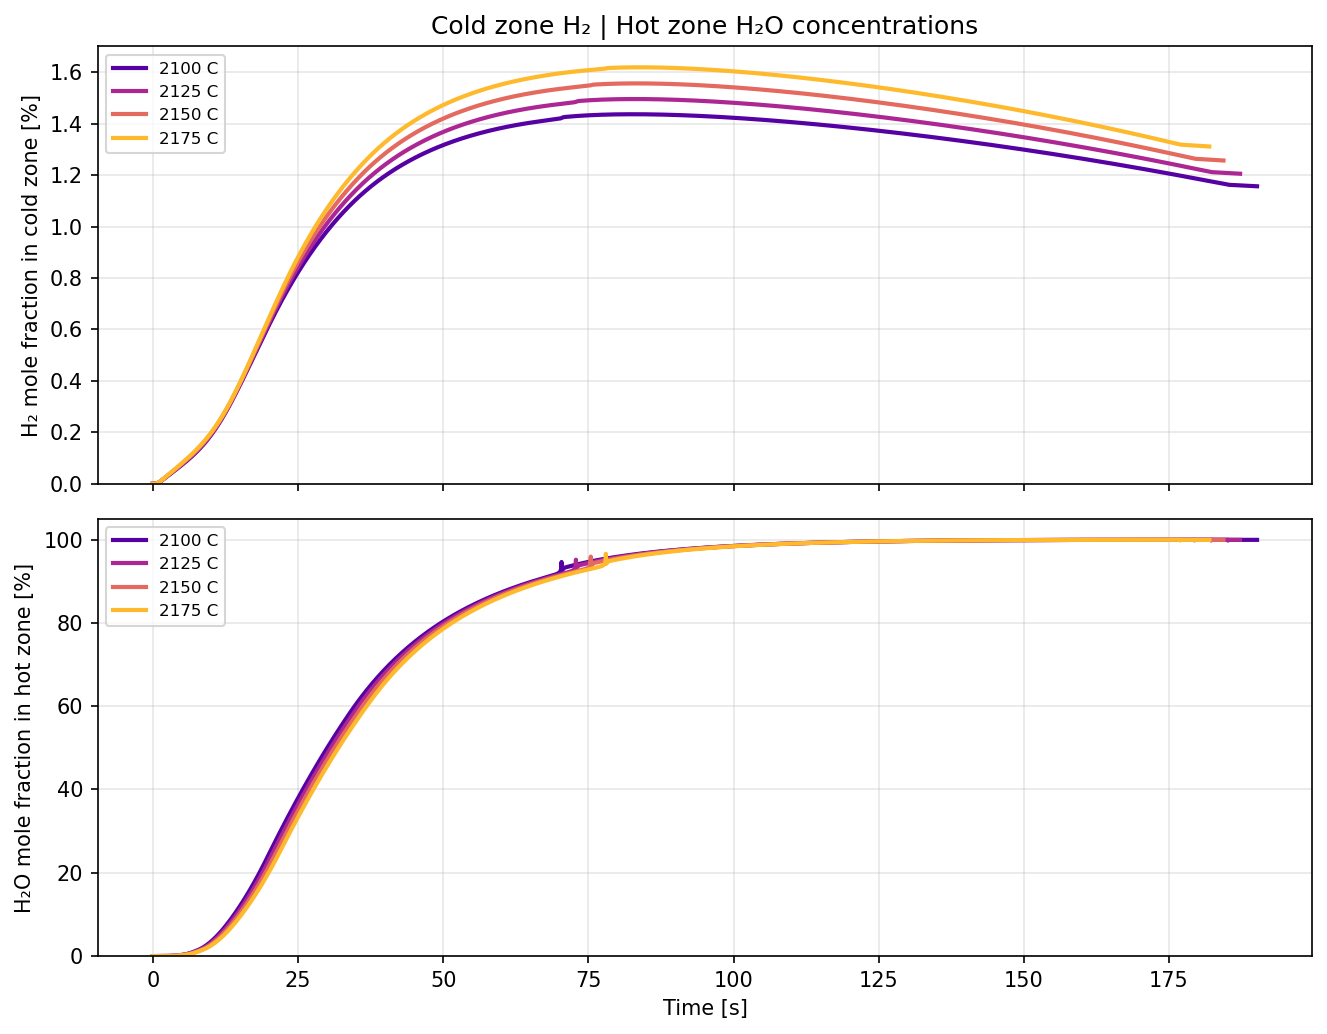 Cold zone H₂ | Hot zone H₂O concentrations
H₂ mole fraction in cold zone [%]
1.6
1.4
1.2
1.0
0.8
0.6
0.4
0.2
0.0
2100 C
2125 C
2150 C
2175 C
H₂O mole fraction in hot zone [%]
100
80
60
40
20
0
2100 C
2125 C
2150 C
2175 C
0 25 50 75 100 125 150 175
Time [s]